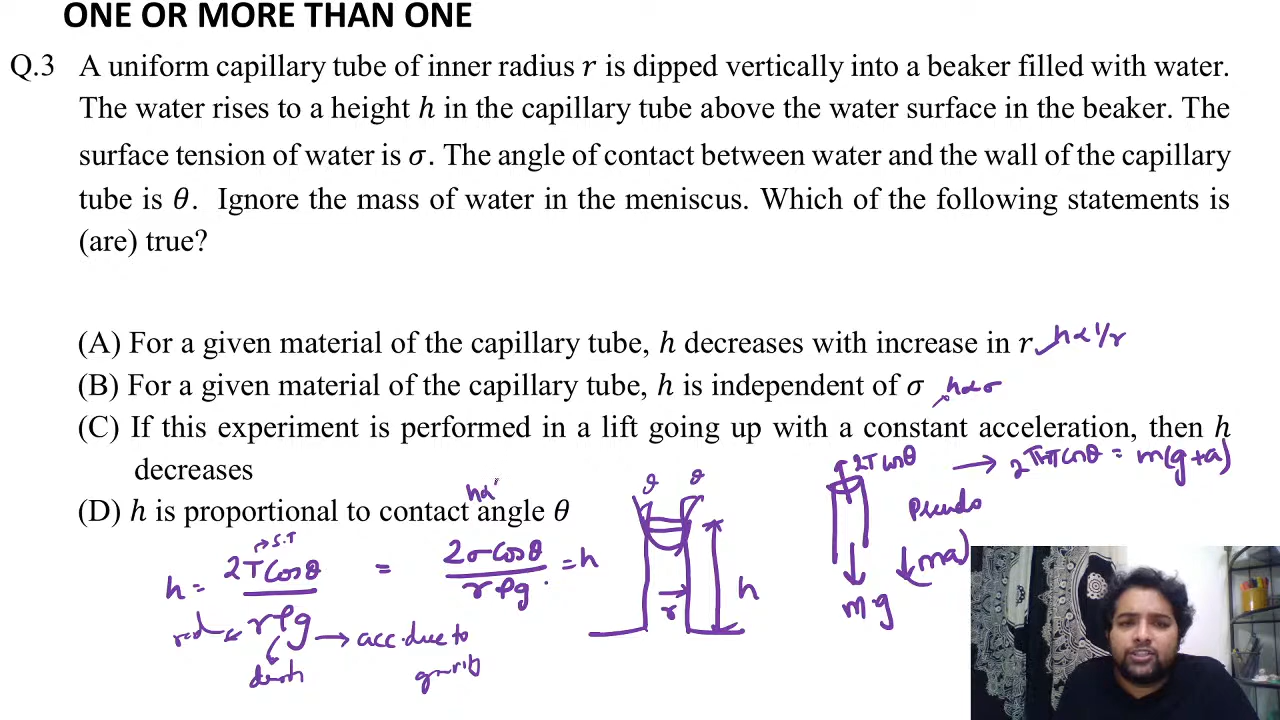 ONE OR MORE THAN ONE
Q.3 A uniform capillary tube of inner radius r is dipped vertically into a beaker filled with water.
The water rises to a height h in the capillary tube above the water surface in the beaker. The
surface tension of water is σ. The angle of contact between water and the wall of the capillary
tube is θ. Ignore the mass of water in the meniscus. Which of the following statements is
(are) true?
(A) For a given material of the capillary tube, h decreases with increase in r h∝1/r
(B) For a given material of the capillary tube, h is independent of σ h∝σ
(C) If this experiment is performed in a lift going up with a constant acceleration, then h
decreases
(D) h is proportional to contact angle θ
h∝
θ θ
2T cosθ → = m(g+a)
Pseudo
↓ma
mg
→ S.T
h = 2T Cosθ / rρg = 2σ Cosθ / rρg = h
r
h
→ acc. due to